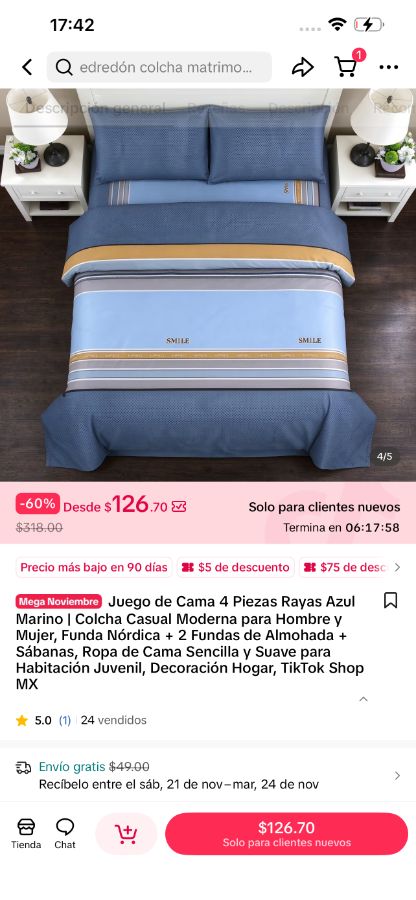 17:42
edredón colcha matrimo...
1
Descripción general Reseñas Descripción
SMILE
SMILE
SMILE
4/5
-60% Desde $126.70 Solo para clientes nuevos
$318.00 Termina en 06:17:58
Precio más bajo en 90 días $5 de descuento $75 de desc
Mega Noviembre Juego de Cama 4 Piezas Rayas Azul
Marino | Colcha Casual Moderna para Hombre y
Mujer, Funda Nórdica + 2 Fundas de Almohada +
Sábanas, Ropa de Cama Sencilla y Suave para
Habitación Juvenil, Decoración Hogar, TikTok Shop
MX
5.0 (1) 24 vendidos
Envío gratis $49.00
Recíbelo entre el sáb, 21 de nov–mar, 24 de nov
$126.70
Tienda Chat Solo para clientes nuevos